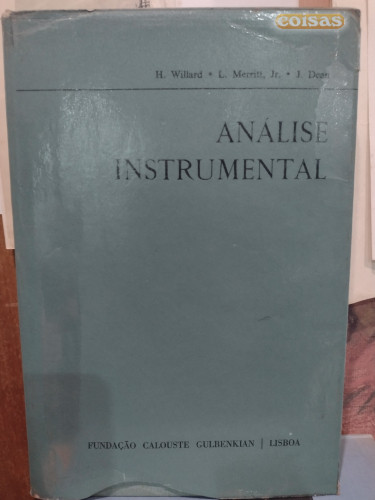 coisas
H. Willard • L. Merritt, Jr. • J. Dean
ANÁLISE
INSTRUMENTAL
FUNDAÇÃO CALOUSTE GULBENKIAN | LISBOA